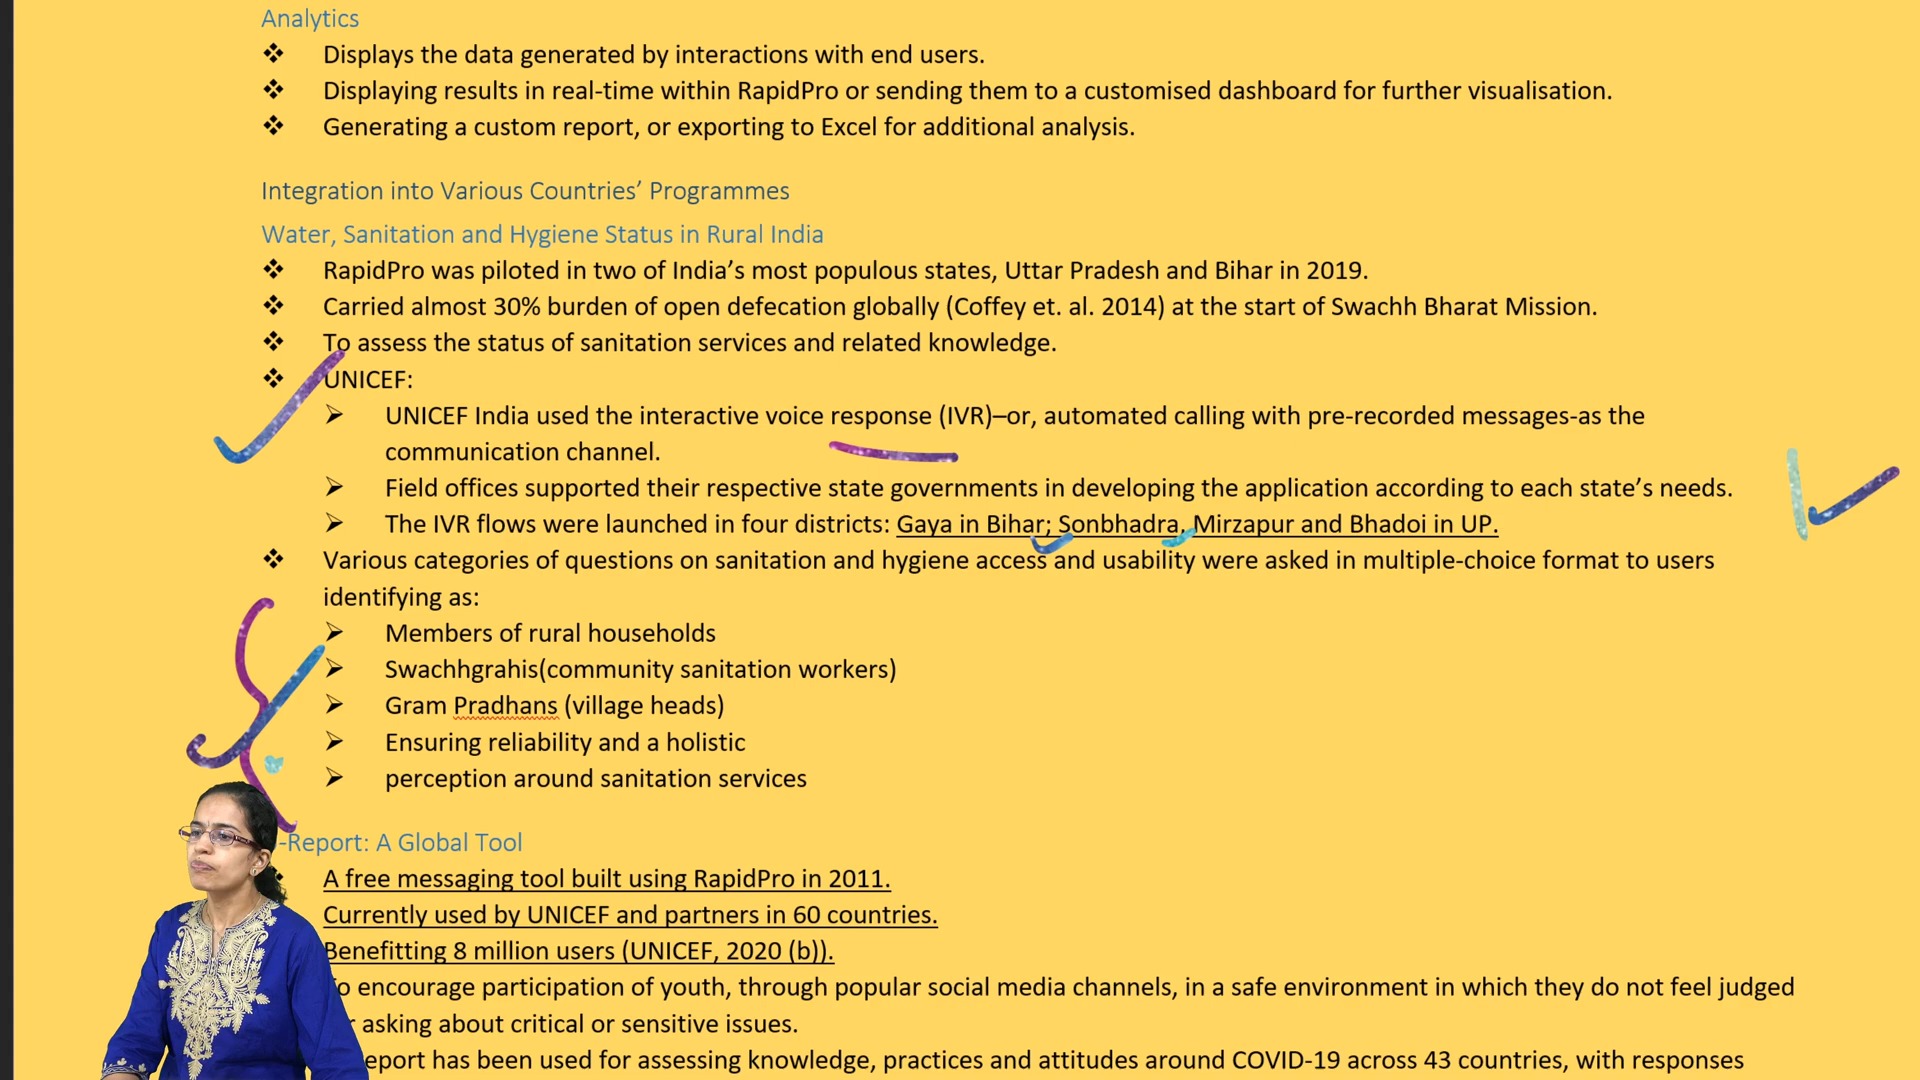 Analytics
❖ Displays the data generated by interactions with end users.
❖ Displaying results in real-time within RapidPro or sending them to a customised dashboard for further visualisation.
❖ Generating a custom report, or exporting to Excel for additional analysis.
Integration into Various Countries’ Programmes
Water, Sanitation and Hygiene Status in Rural India
❖ RapidPro was piloted in two of India’s most populous states, Uttar Pradesh and Bihar in 2019.
❖ Carried almost 30% burden of open defecation globally (Coffey et. al. 2014) at the start of Swachh Bharat Mission.
❖ To assess the status of sanitation services and related knowledge.
❖ UNICEF:
➢ UNICEF India used the interactive voice response (IVR)–or, automated calling with pre-recorded messages-as the
communication channel.
➢ Field offices supported their respective state governments in developing the application according to each state’s needs.
➢ The IVR flows were launched in four districts: Gaya in Bihar; Sonbhadra, Mirzapur and Bhadoi in UP.
❖ Various categories of questions on sanitation and hygiene access and usability were asked in multiple-choice format to users
identifying as:
➢ Members of rural households
➢ Swachhgrahis(community sanitation workers)
➢ Gram Pradhans (village heads)
➢ Ensuring reliability and a holistic
➢ perception around sanitation services
-Report: A Global Tool
A free messaging tool built using RapidPro in 2011.
Currently used by UNICEF and partners in 60 countries.
Benefitting 8 million users (UNICEF, 2020 (b)).
o encourage participation of youth, through popular social media channels, in a safe environment in which they do not feel judged
r asking about critical or sensitive issues.
eport has been used for assessing knowledge, practices and attitudes around COVID-19 across 43 countries, with responses